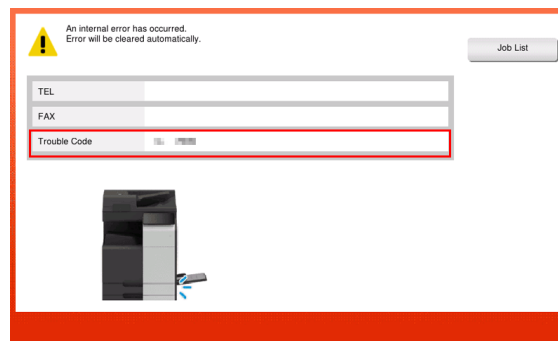 An internal error has occurred.
Error will be cleared automatically.
Job List
TEL
FAX
Trouble Code